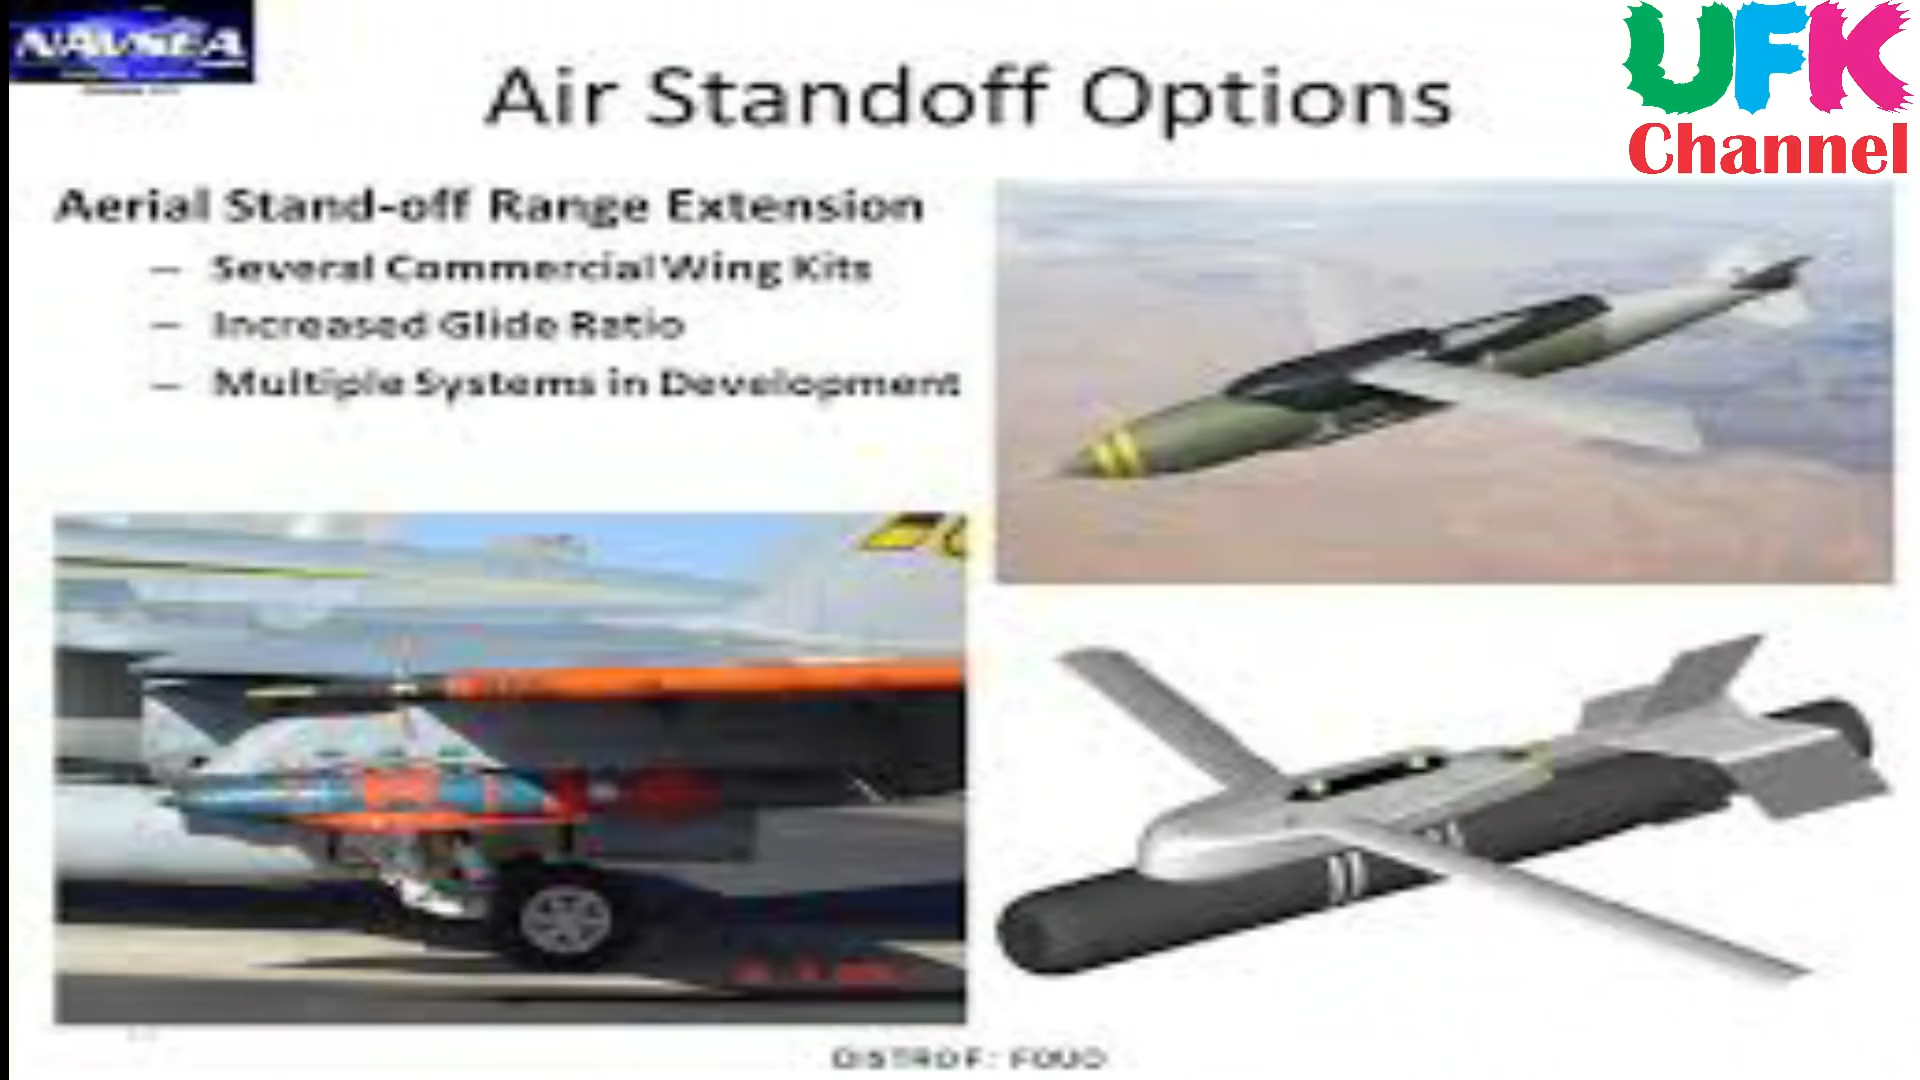 NAVSEA
UFK
Channel
Air Standoff Options
Aerial Stand-off Range Extension
– Several Commercial Wing Kits
– Increased Glide Ratio
– Multiple Systems in Development
DISTRO F: FOUO